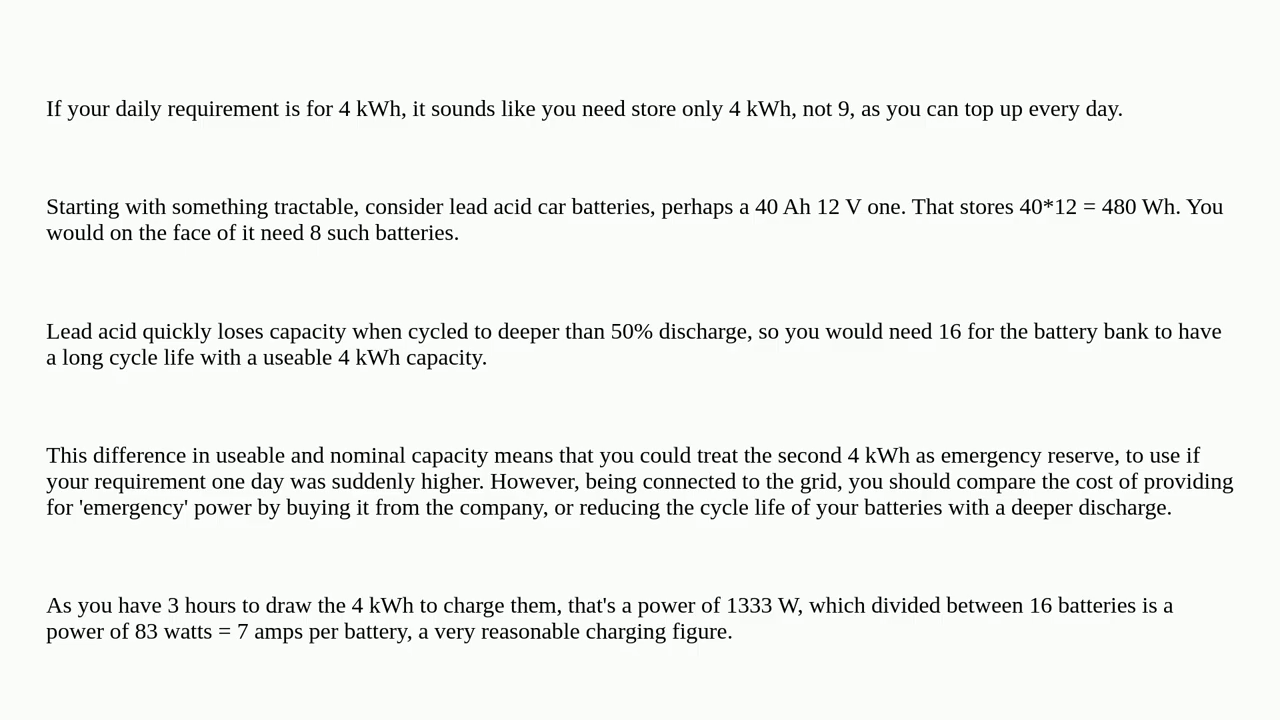 If your daily requirement is for 4 kWh, it sounds like you need store only 4 kWh, not 9, as you can top up every day.
Starting with something tractable, consider lead acid car batteries, perhaps a 40 Ah 12 V one. That stores 40*12 = 480 Wh. You
would on the face of it need 8 such batteries.
Lead acid quickly loses capacity when cycled to deeper than 50% discharge, so you would need 16 for the battery bank to have
a long cycle life with a useable 4 kWh capacity.
This difference in useable and nominal capacity means that you could treat the second 4 kWh as emergency reserve, to use if
your requirement one day was suddenly higher. However, being connected to the grid, you should compare the cost of providing
for 'emergency' power by buying it from the company, or reducing the cycle life of your batteries with a deeper discharge.
As you have 3 hours to draw the 4 kWh to charge them, that's a power of 1333 W, which divided between 16 batteries is a
power of 83 watts = 7 amps per battery, a very reasonable charging figure.